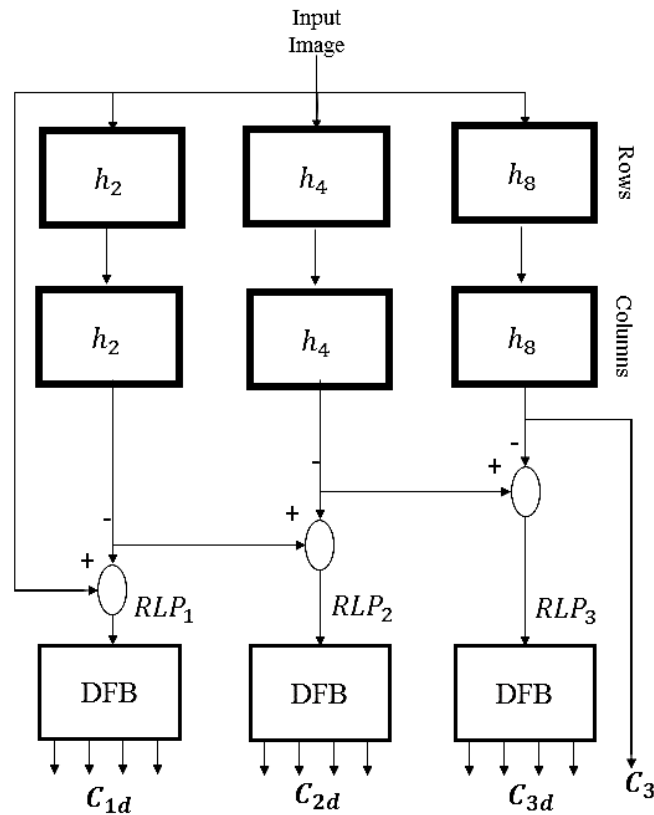 Input
Image
h₂
h₄
h₈
Rows
h₂
h₄
h₈
Columns
-
+
-
+
-
+
RLP₁
RLP₂
RLP₃
DFB
DFB
DFB
C₁d
C₂d
C₃d
C₃